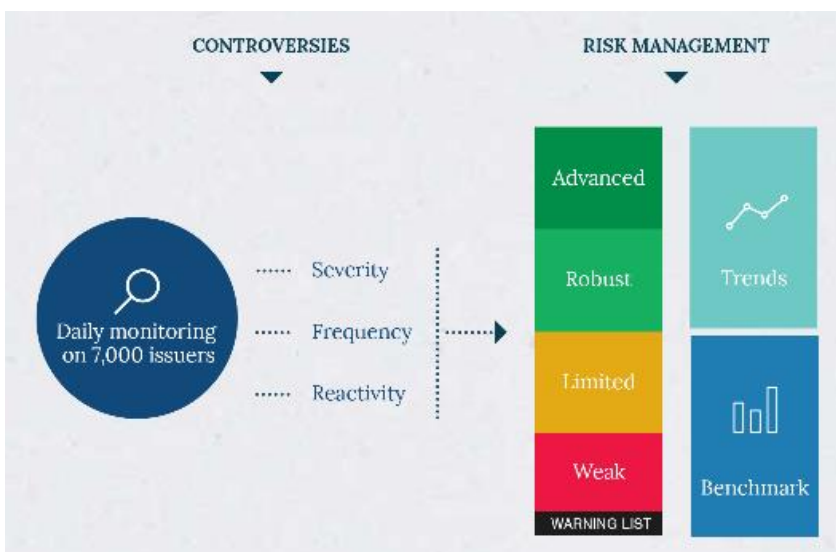 CONTROVERSIES
Daily monitoring
on 7,000 issuers
Severity
Frequency
Reactivity
RISK MANAGEMENT
Advanced
Robust
Limited
Weak
WARNING LIST
Trends
Benchmark